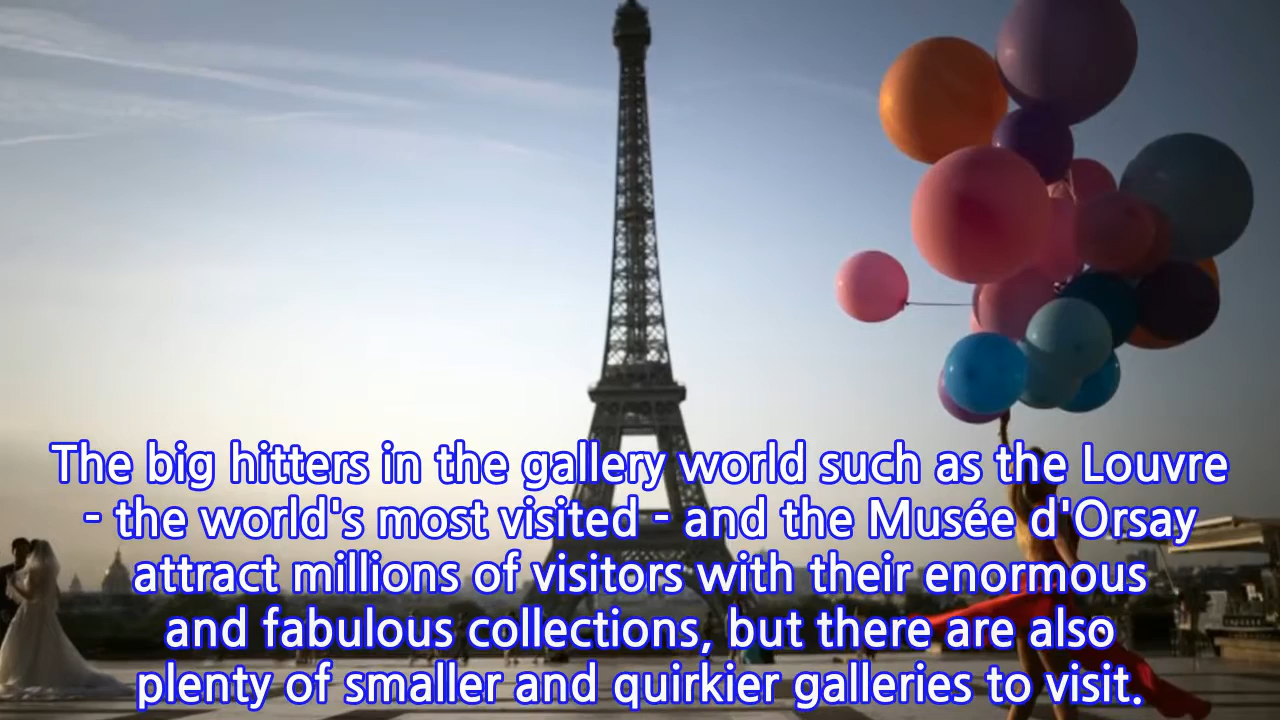 The big hitters in the gallery world such as the Louvre
- the world's most visited - and the Musée d'Orsay
attract millions of visitors with their enormous
and fabulous collections, but there are also
plenty of smaller and quirkier galleries to visit.